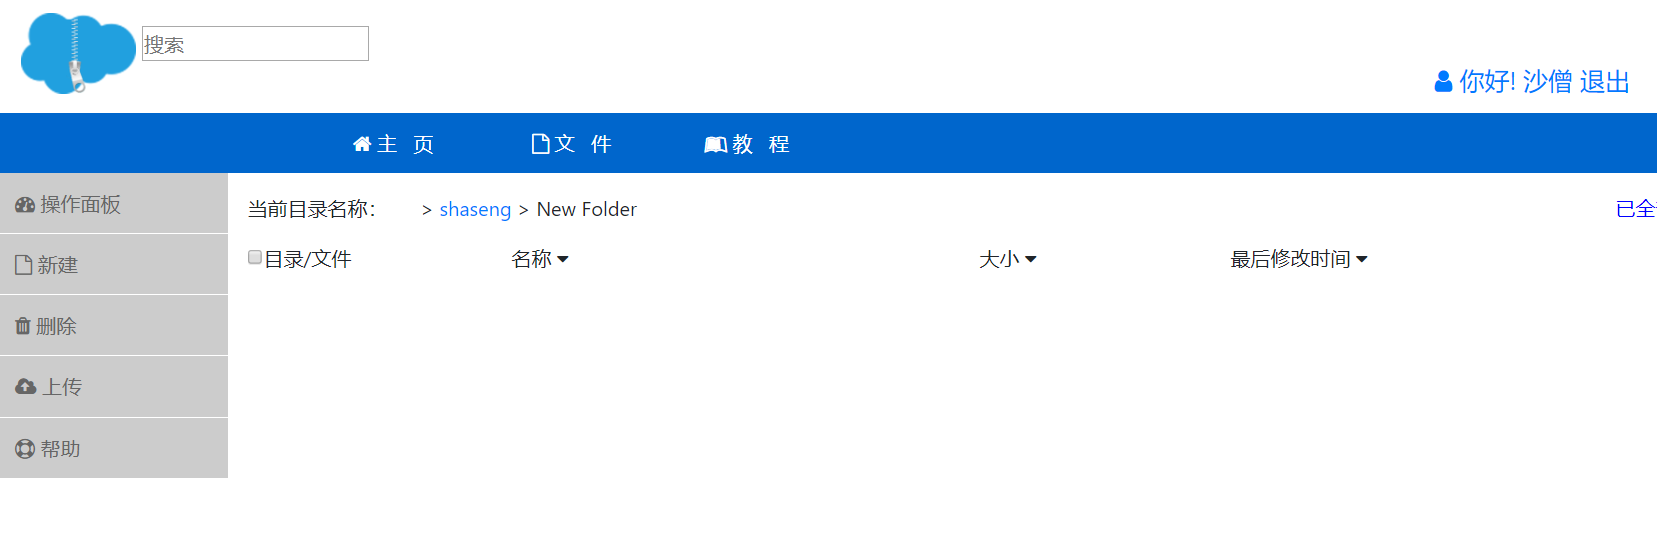 搜索
你好! 沙僧 退出
主 页 文 件 教 程
操作面板
新建
删除
上传
帮助
当前目录名称: > shaseng > New Folder 已全
目录/文件 名称 大小 最后修改时间